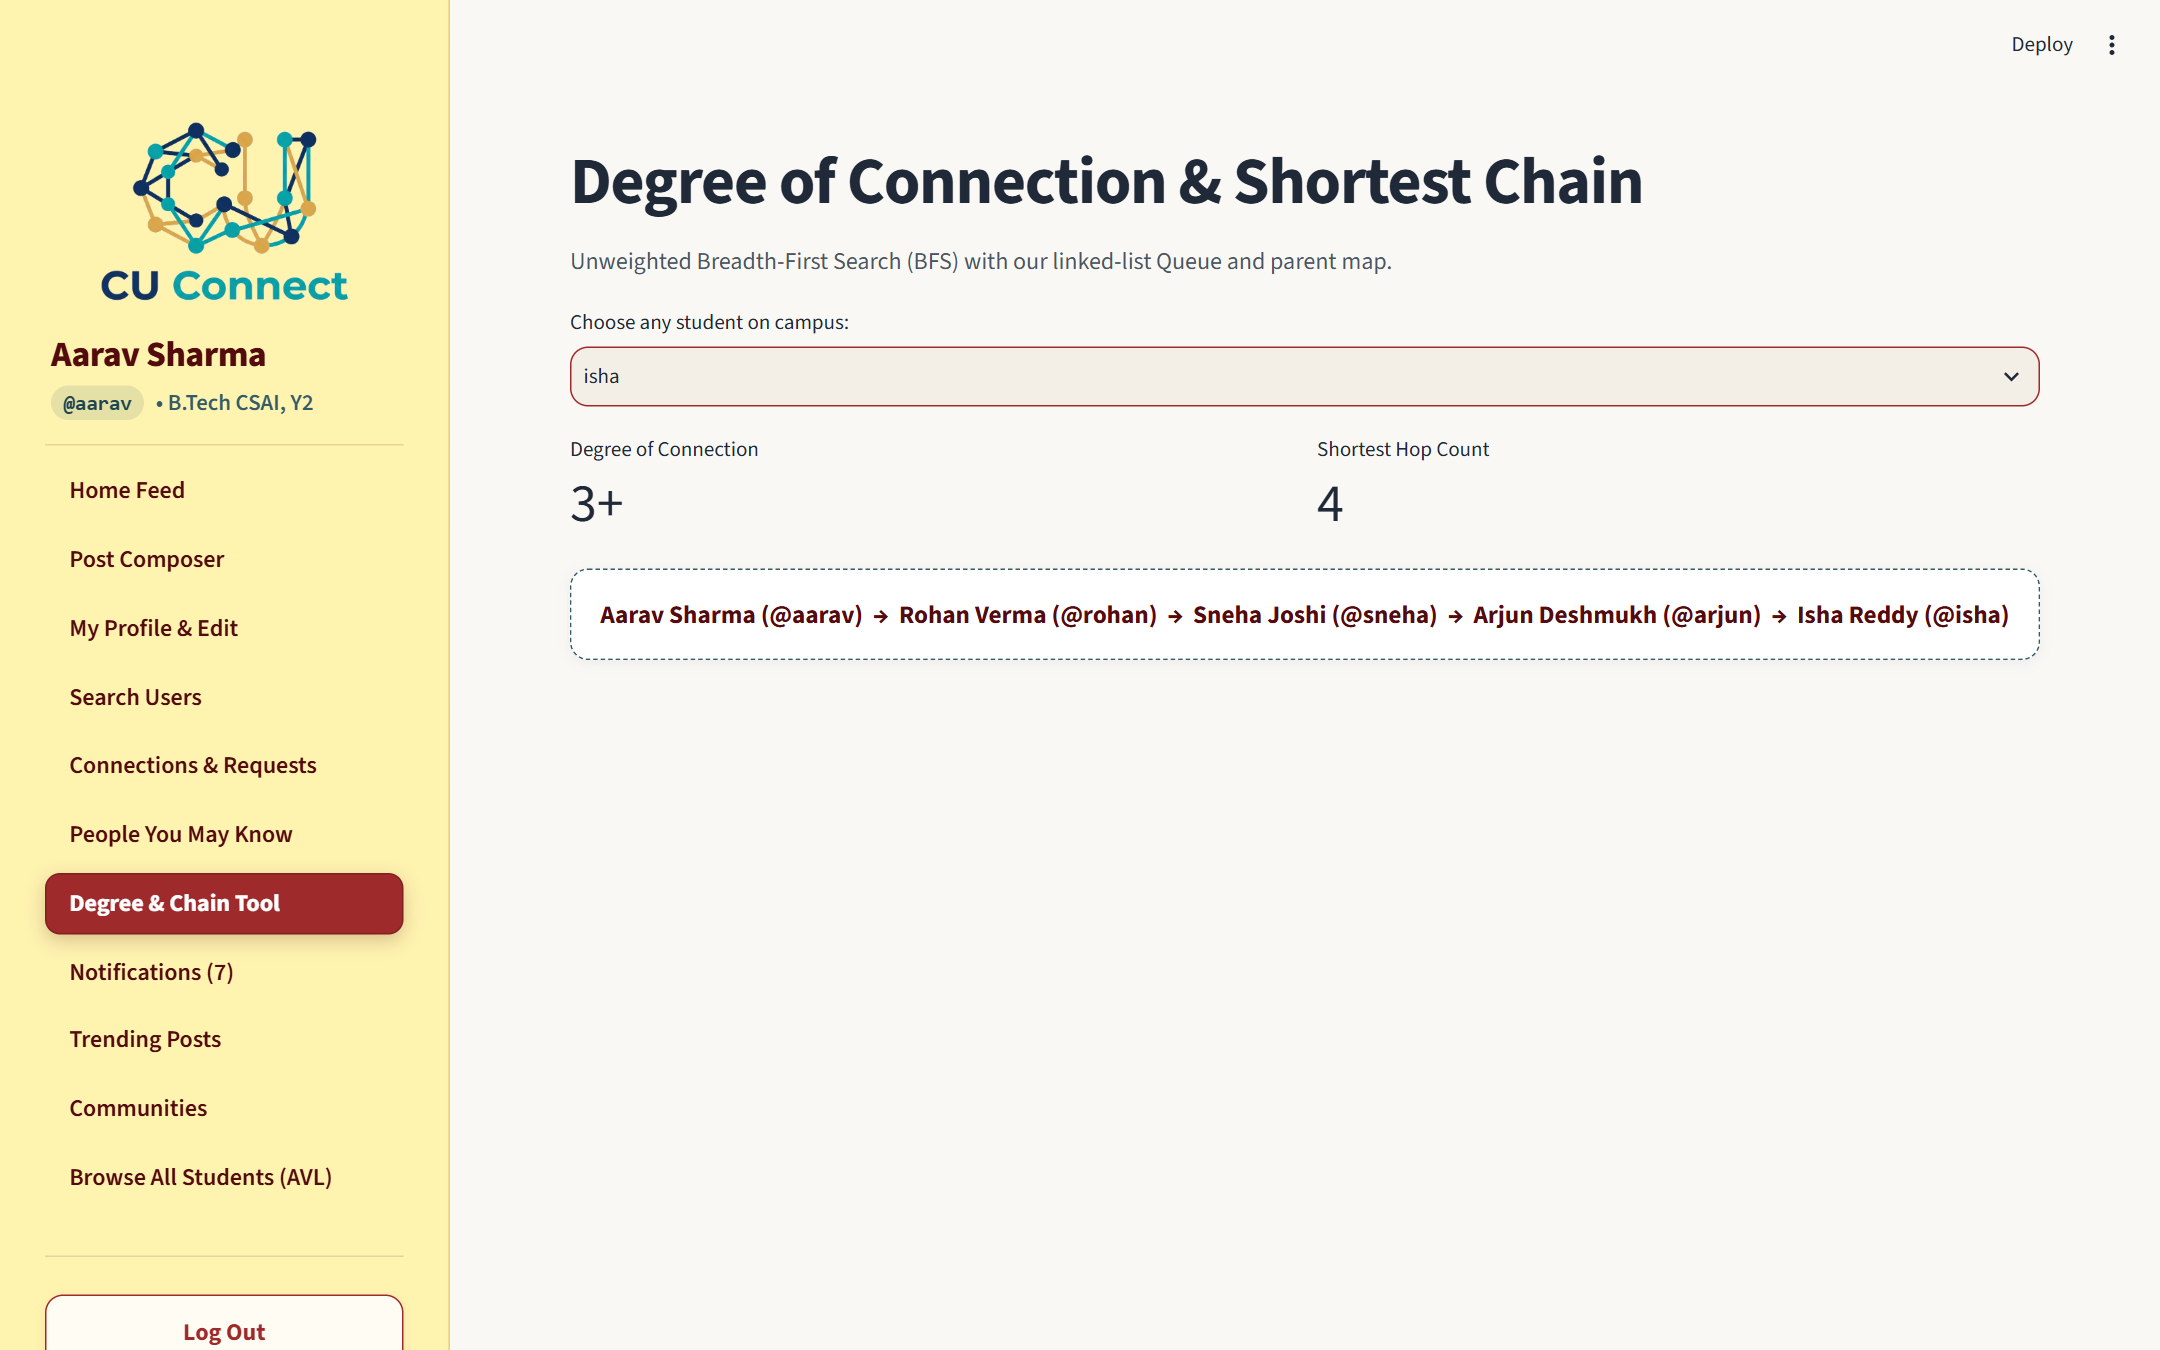 Deploy
CU Connect
Aarav Sharma
@aarav • B.Tech CSAI, Y2
Home Feed
Post Composer
My Profile & Edit
Search Users
Connections & Requests
People You May Know
Degree & Chain Tool
Notifications (7)
Trending Posts
Communities
Browse All Students (AVL)
Log Out
Degree of Connection & Shortest Chain
Unweighted Breadth-First Search (BFS) with our linked-list Queue and parent map.
Choose any student on campus:
isha
Degree of Connection
3+
Shortest Hop Count
4
Aarav Sharma (@aarav) → Rohan Verma (@rohan) → Sneha Joshi (@sneha) → Arjun Deshmukh (@arjun) → Isha Reddy (@isha)